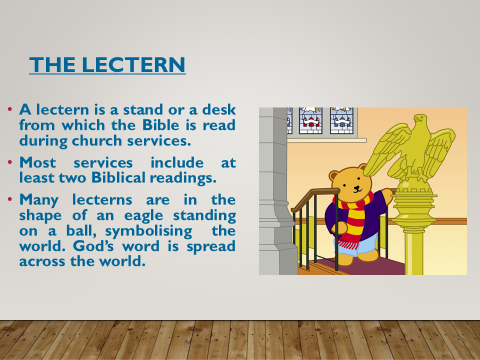 THE LECTERN
• A lectern is a stand or a desk
from which the Bible is read
during church services.
• Most services include at
least two Biblical readings.
• Many lecterns are in the
shape of an eagle standing
on a ball, symbolising the
world. God's word is spread
across the world.